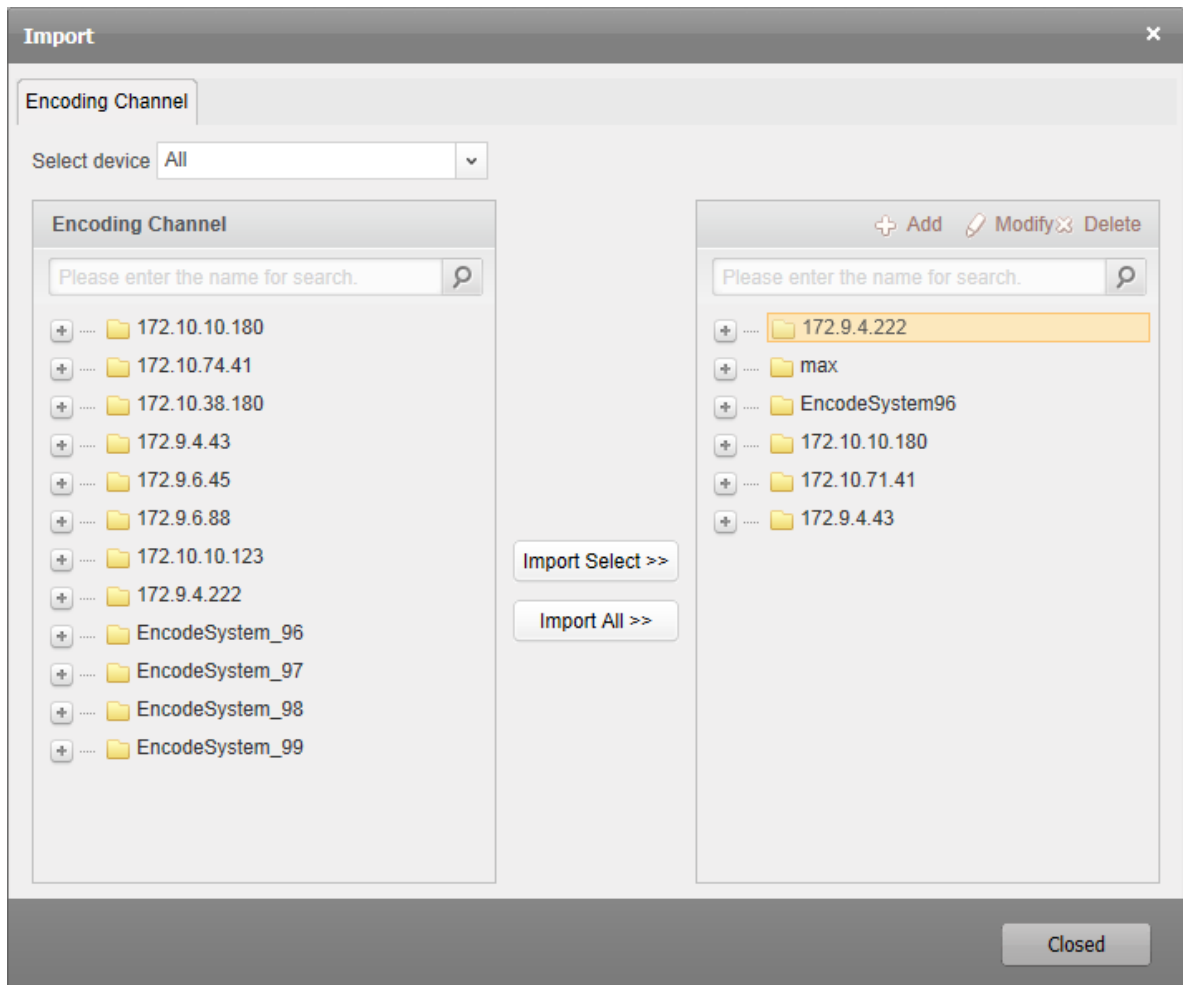 Import
Encoding Channel
Select device All
Encoding Channel
Please enter the name for search.
172.10.10.180
172.10.74.41
172.10.38.180
172.9.4.43
172.9.6.45
172.9.6.88
172.10.10.123
172.9.4.222
EncodeSystem_96
EncodeSystem_97
EncodeSystem_98
EncodeSystem_99
Import Select >>
Import All >>
Add Modify Delete
Please enter the name for search.
172.9.4.222
max
EncodeSystem96
172.10.10.180
172.10.71.41
172.9.4.43
Closed